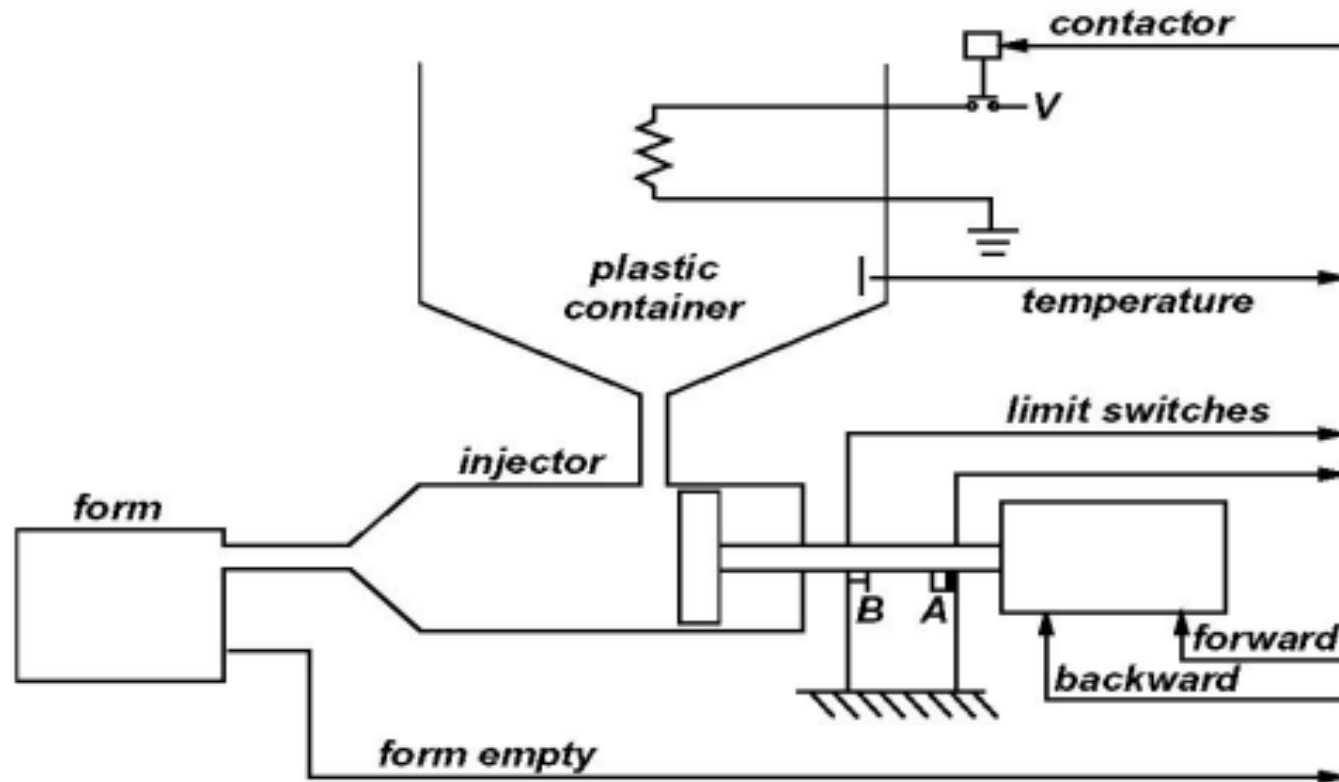 contactor
V
plastic
container
temperature
limit switches
injector
form
B A
forward
backward
form empty